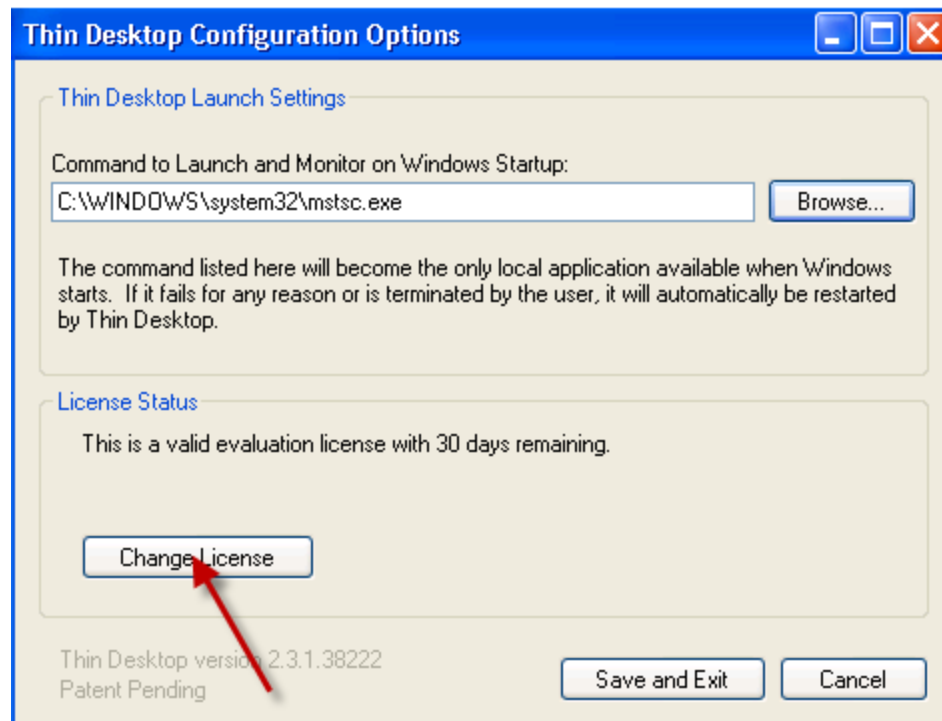 Thin Desktop Configuration Options
Thin Desktop Launch Settings
Command to Launch and Monitor on Windows Startup:
C:\WINDOWS\system32\mstsc.exe
Browse...
The command listed here will become the only local application available when Windows
starts.  If it fails for any reason or is terminated by the user, it will automatically be restarted
by Thin Desktop.
License Status
This is a valid evaluation license with 30 days remaining.
Change License
Thin Desktop version 2.3.1.38222
Patent Pending
Save and Exit
Cancel